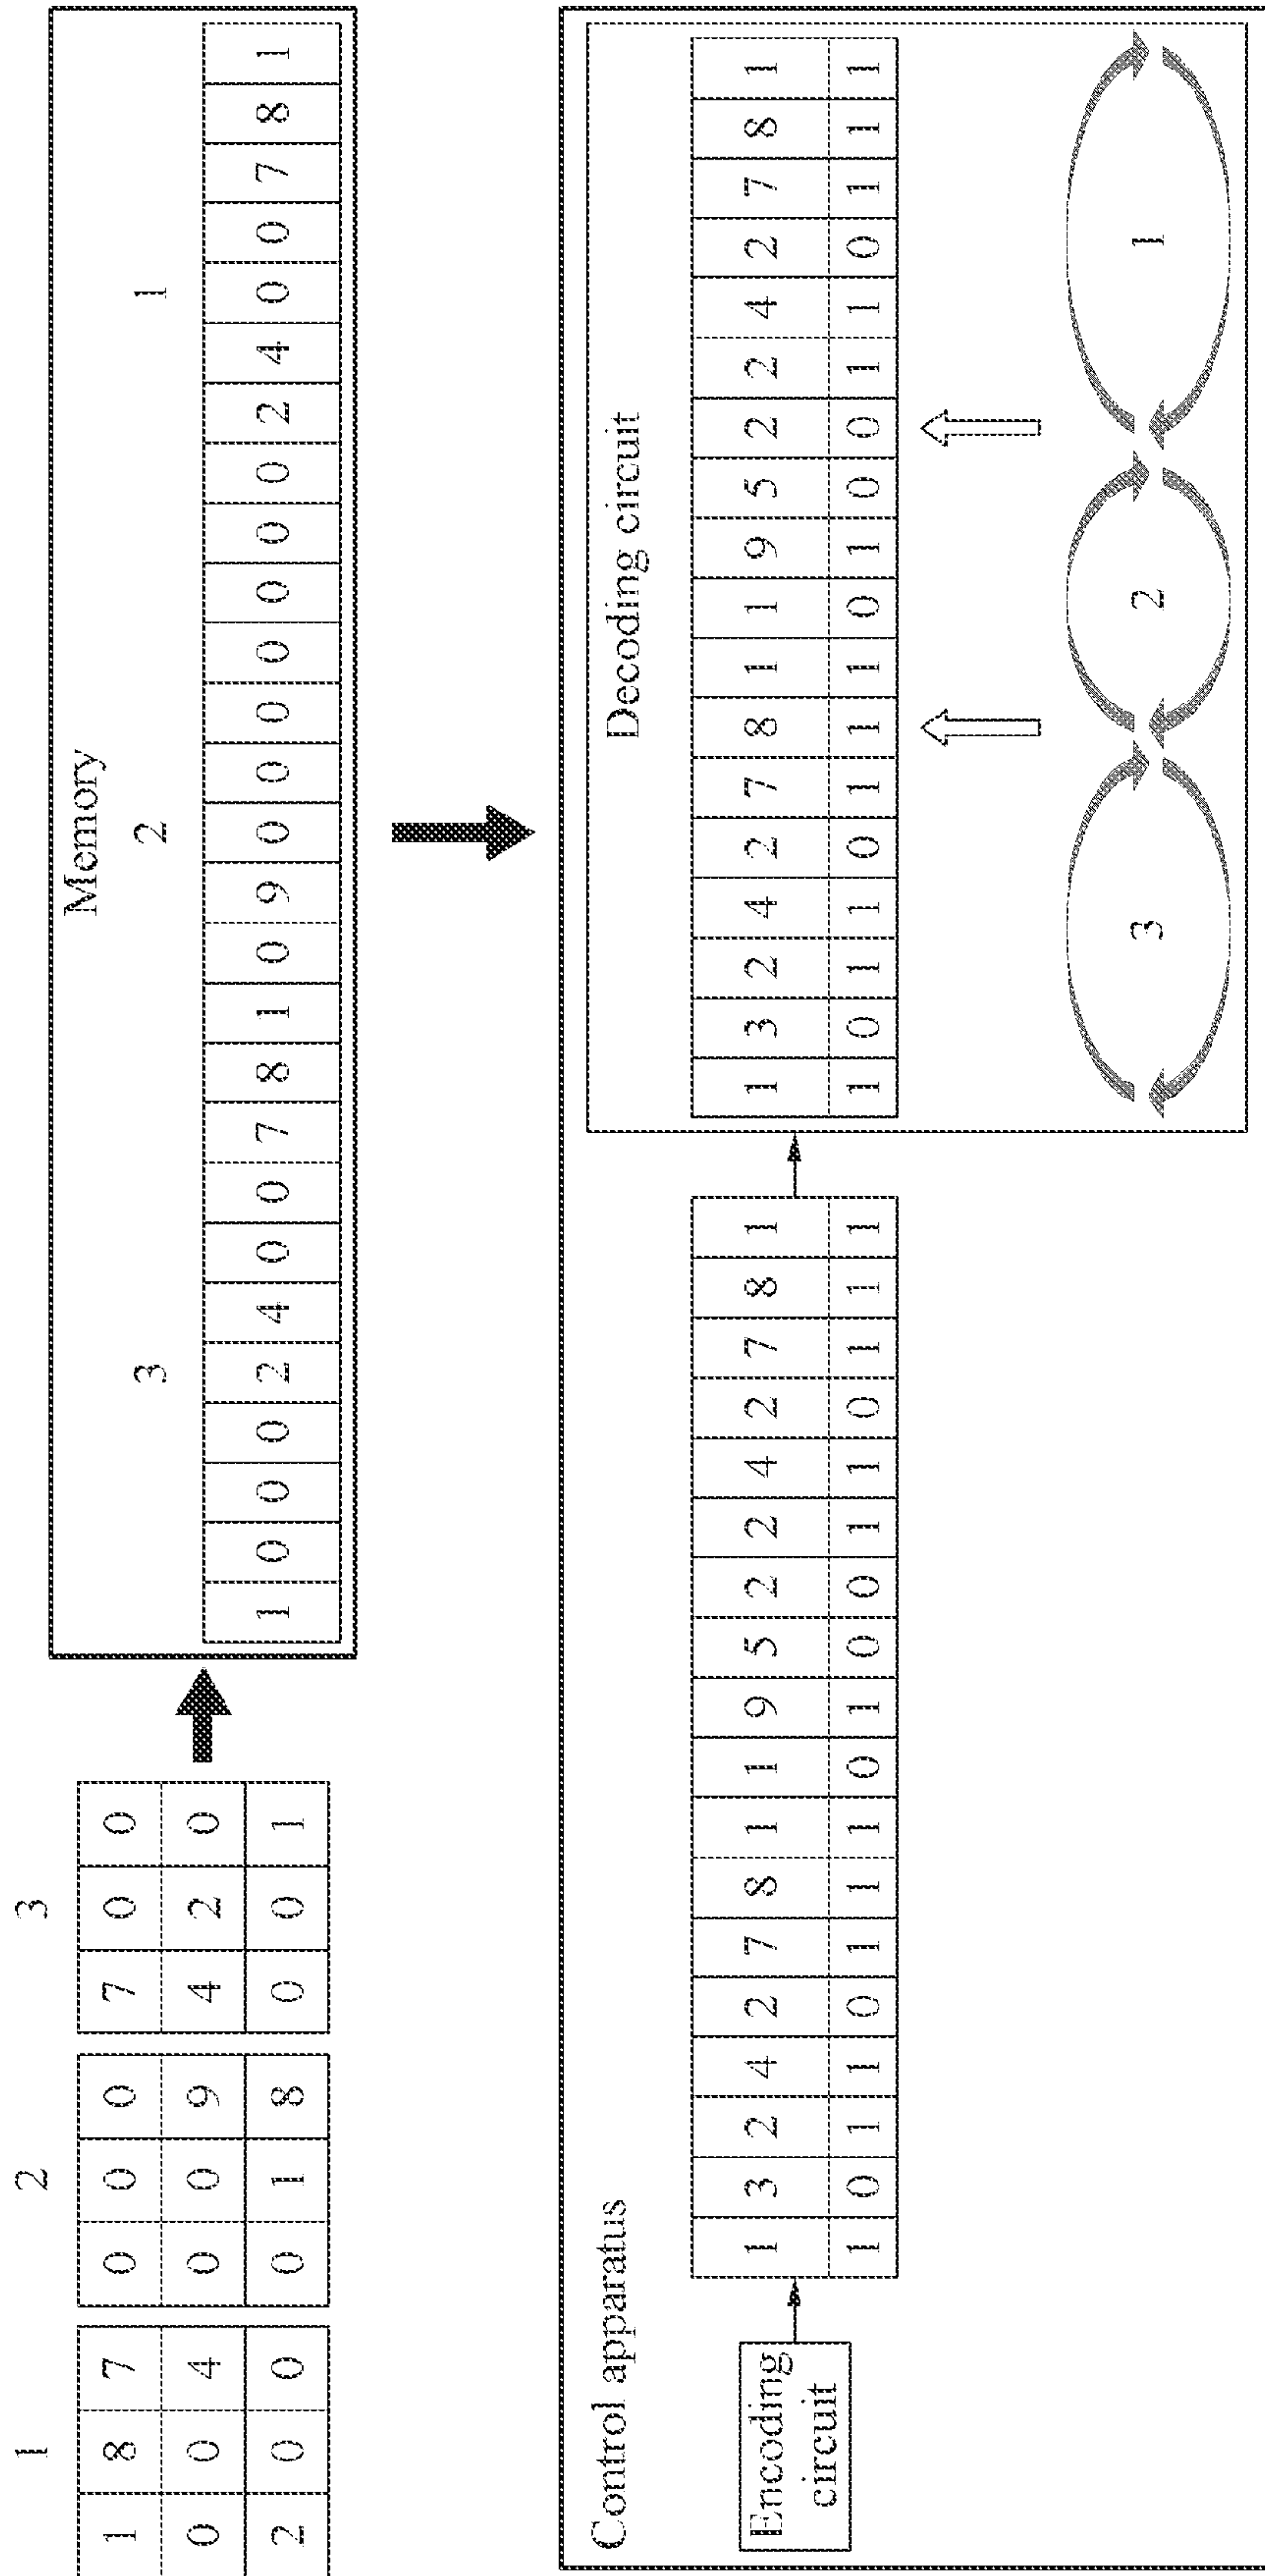 1 2 3
Memory
3 2 1
1 8 7 0 0 0 7 0 0
0 0 4 0 0 9 4 2 0
2 0 0 0 1 8 0 0 1
1 0 0 0 2 4 0 0 7 8 1 0 9 0 0 0 0 0 0 0 2 4 0 0 7 8 1
Control apparatus
Encoding
circuit
1 3 2 4 2 7 8 1 1 9 5 2 2 4 2 7 8 1
1 0 1 1 0 1 1 1 0 1 0 0 1 1 0 1 1 1
Decoding circuit
1 3 2 4 2 7 8 1 1 9 5 2 2 4 2 7 8 1
1 0 1 1 0 1 1 1 0 1 0 0 1 1 0 1 1 1
3 2 1